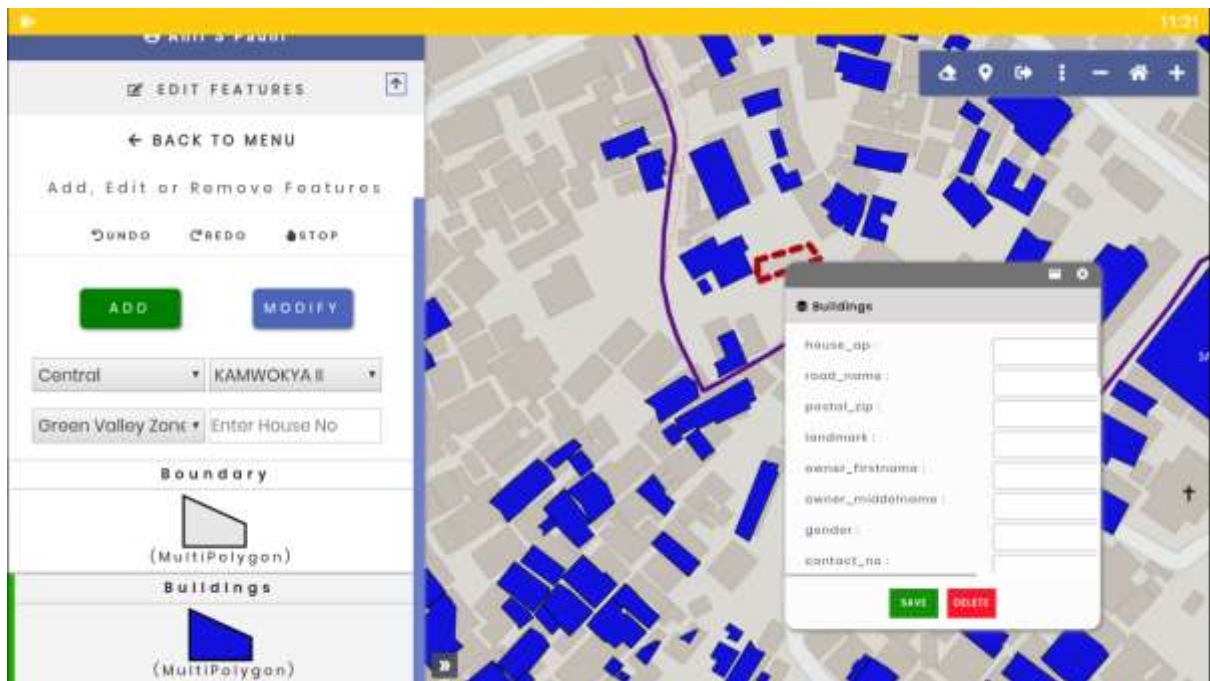 11:21
EDIT FEATURES
BACK TO MENU
Add, Edit or Remove Features
UNDO REDO STOP
ADD MODIFY
Central KAMWOKYA II
Green Valley Zone Enter House No
Boundary
(MultiPolygon)
Buildings
(MultiPolygon)
Buildings
house_ap :
road_name :
postal_zip :
landmark :
owner_firstname :
owner_middelname :
gender :
contact_no :
SAVE DELETE